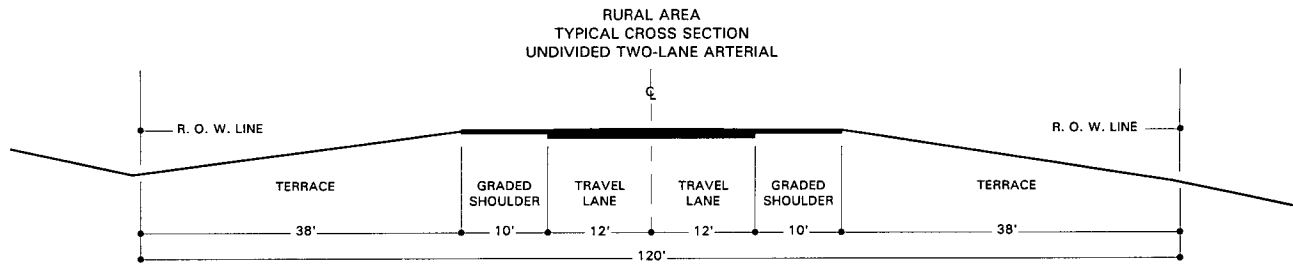 RURAL AREA
TYPICAL CROSS SECTION
UNDIVIDED TWO-LANE ARTERIAL
℄
R. O. W. LINE
R. O. W. LINE
TERRACE
GRADED
SHOULDER
TRAVEL
LANE
TRAVEL
LANE
GRADED
SHOULDER
TERRACE
38'
10'
12'
12'
10'
38'
120'